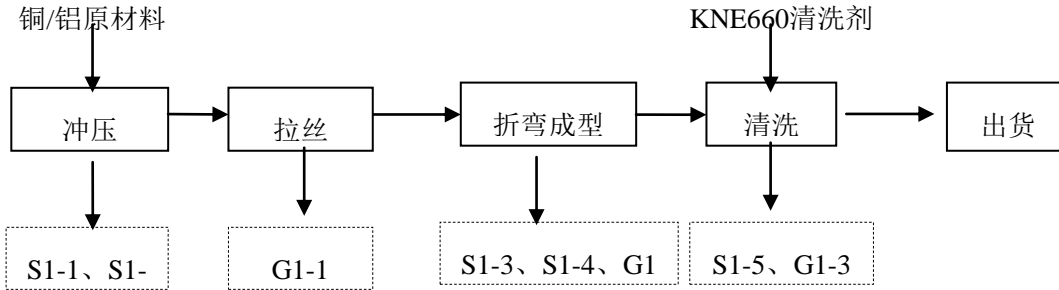 铜/铝原材料
KNE660清洗剂
冲压
拉丝
折弯成型
清洗
出货
S1-1、S1-
G1-1
S1-3、S1-4、G1
S1-5、G1-3